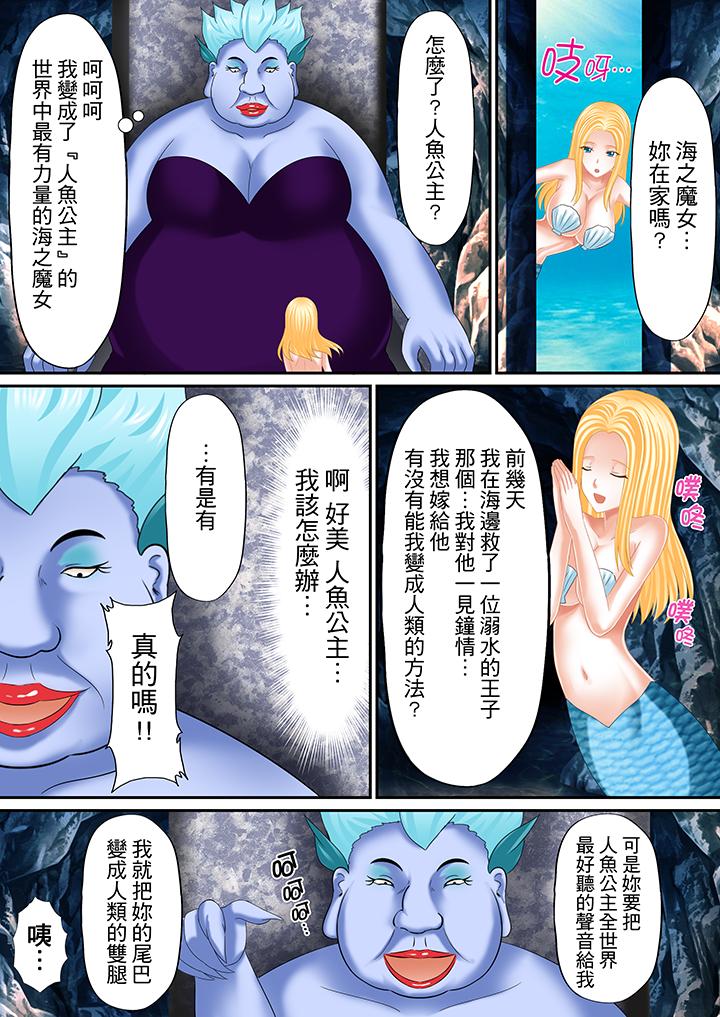 吱呀…
海之魔女…
妳在家嗎？
怎麼了？人魚公主？
呵呵呵
我變成了『人魚公主』的
世界中最有力量的海之魔女
前幾天
我在海邊救了一位溺水的王子
那個…我對他一見鐘情…
我想嫁給他
有沒有能我變成人類的方法？
噗咚
噗咚
啊 好美 人魚公主…
我該怎麼辦…
…有是有
真的嗎!!
可是妳要把
人魚公主全世界
最好聽的聲音給我
呵呵呵…
我就把妳的尾巴
變成人類的雙腿
咦…